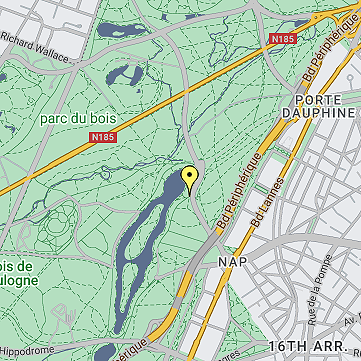 Richard Wallace
N185
Bd Périphérique
parc du bois
PORTE
DAUPHINE
N185
Bd Périphérique
Bd Lannes
NAP
ois de
ulogne
Rue de la Pompe
Av.
Hippodrome
érique
16TH ARR.